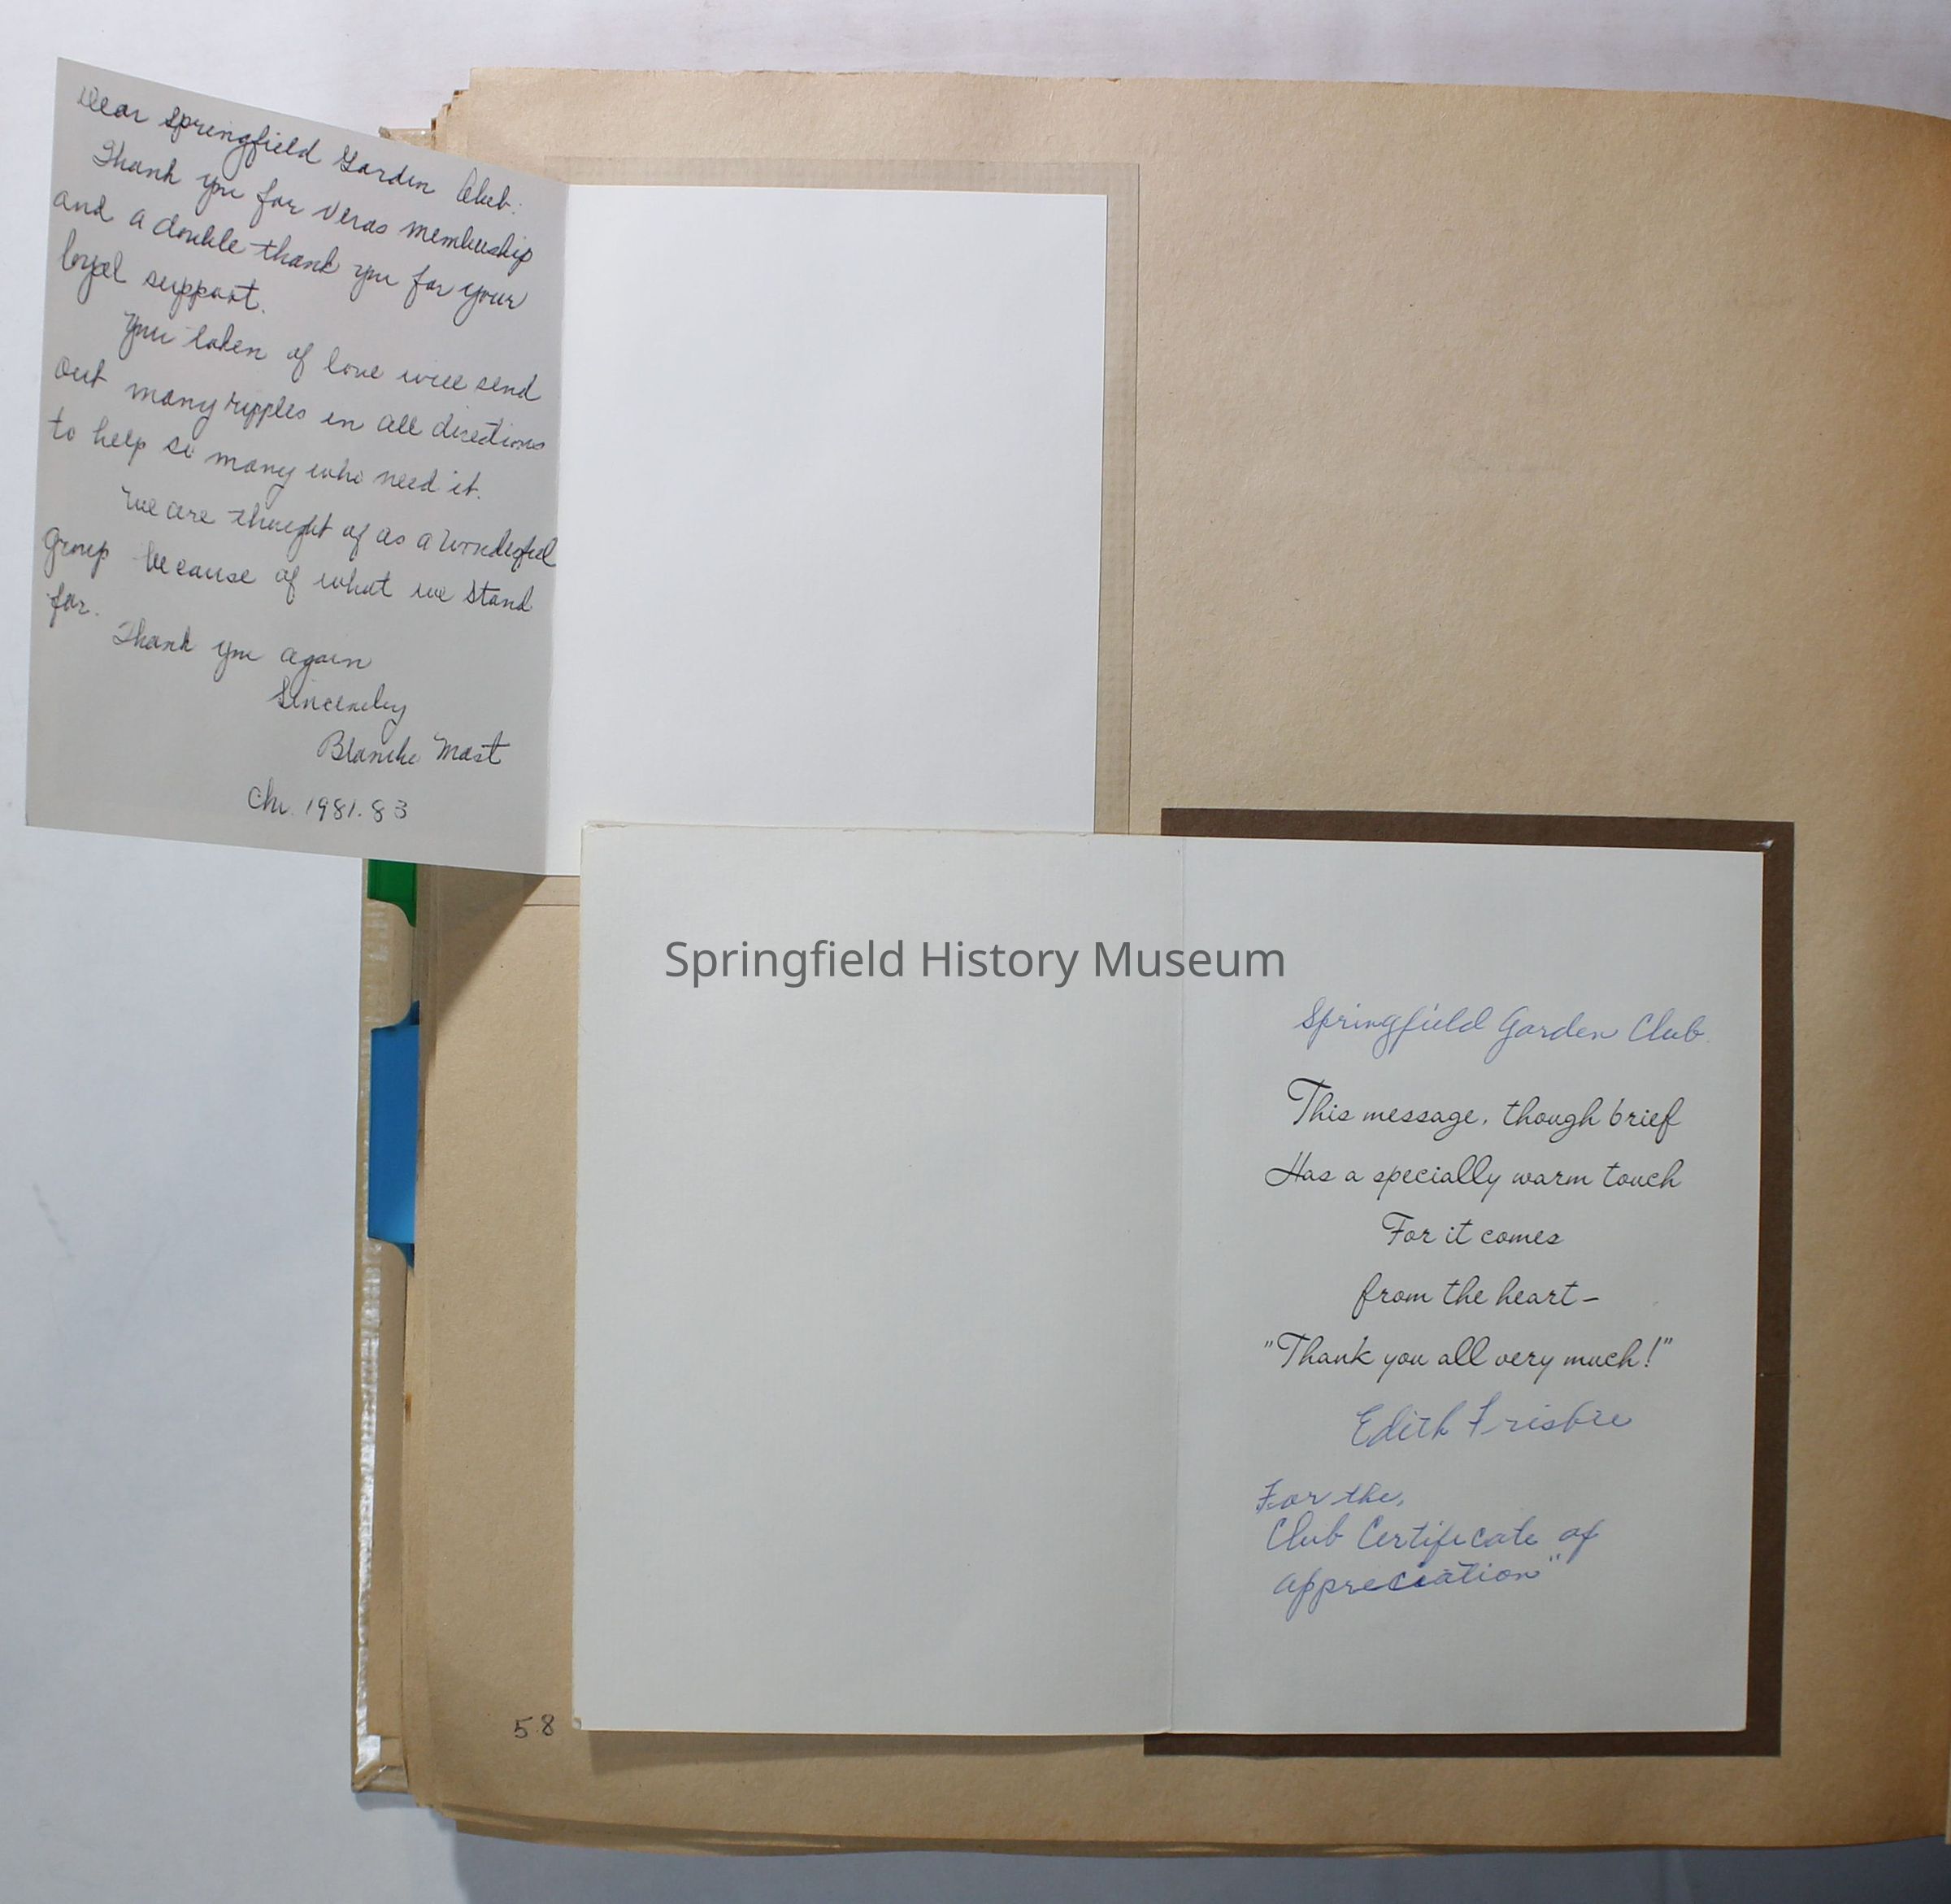 Dear Springfield Garden Club:
Thank you for Veras membership
and a double thank you for your
loyal support.
Your token of love will send
out many ripples in all directions
to help so many who need it.
We are thought of as a wonderful
group because of what we stand
for.
Thank you again
Sincerely
Blanche Mast
Chr. 1981.83
Springfield History Museum
Springfield Garden Club.
This message, though brief
Has a specially warm touch
For it comes
from the heart—
"Thank you all very much!"
Edith Frisbie
For the,
Club Certificate of
Appreciation"
58